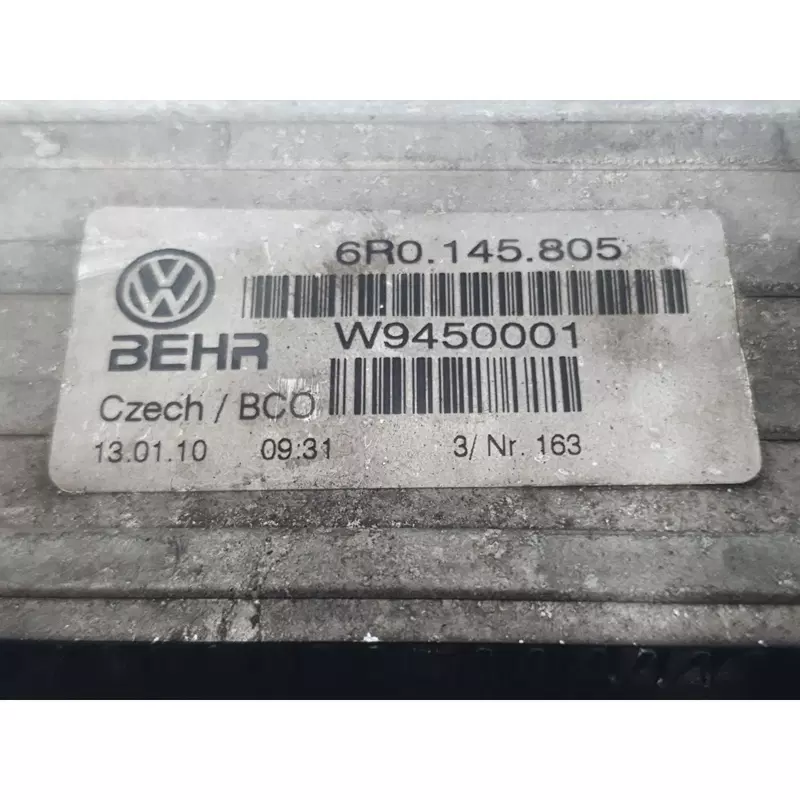 6R0.145.805
BEHR W9450001
Czech / BCO
13.01.10 09:31 3/ Nr. 163